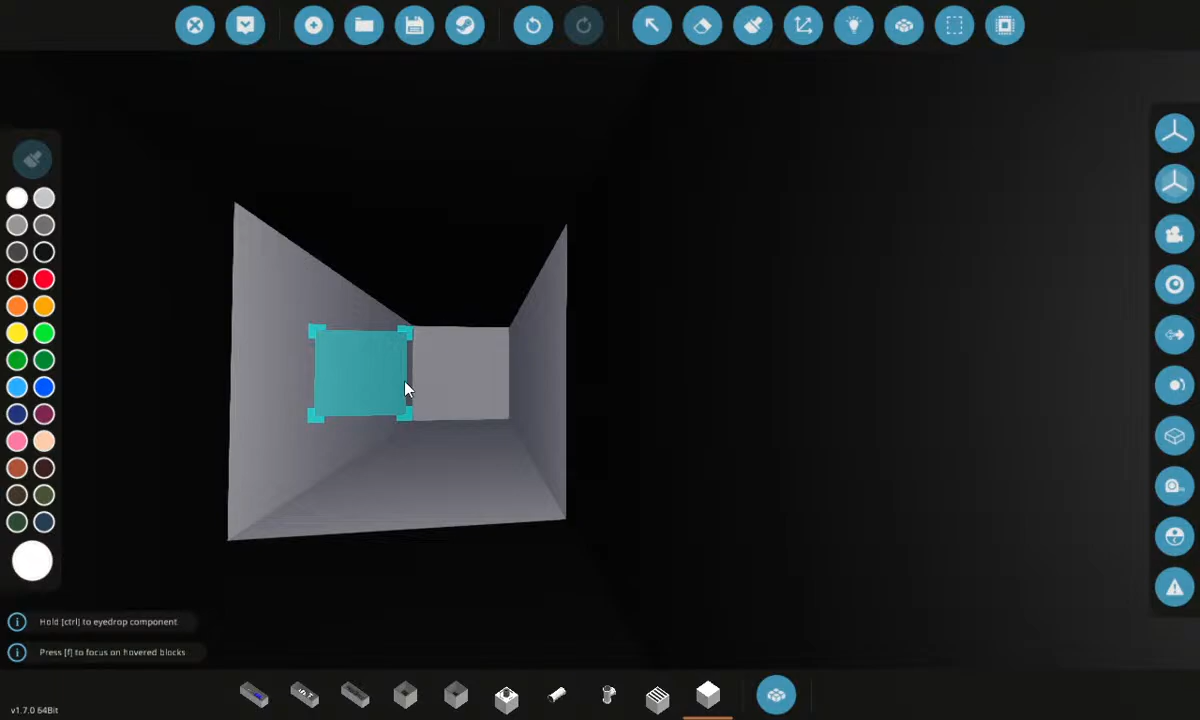 Hold [ctrl] to eyedrop component
Press [f] to focus on hovered blocks
v1.7.0 64Bit